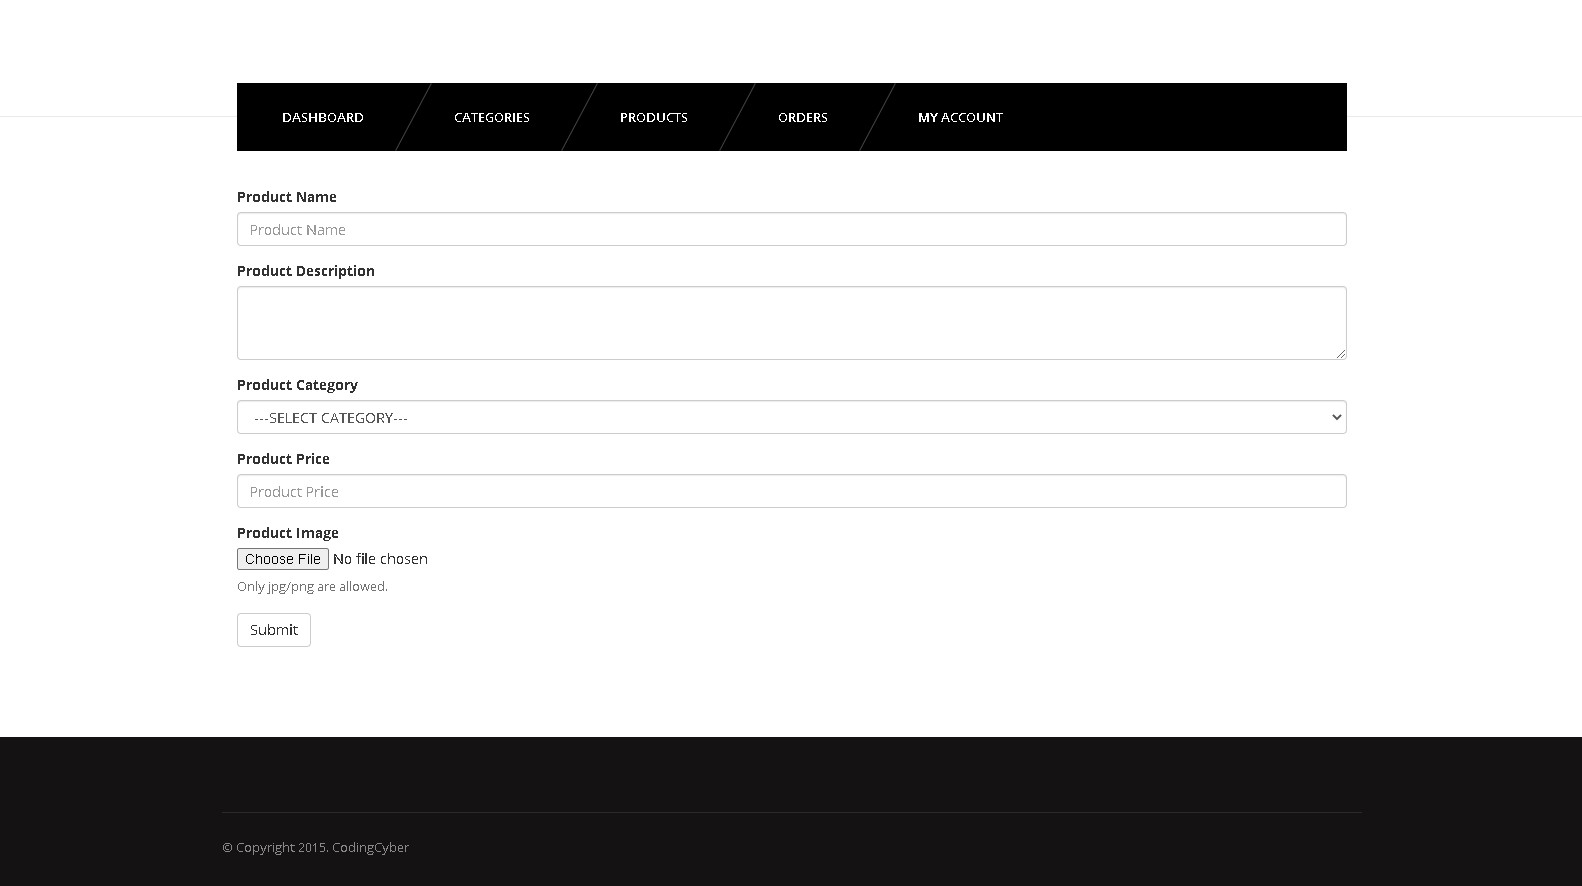 DASHBOARD CATEGORIES PRODUCTS ORDERS MY ACCOUNT
Product Name
Product Name
Product Description
Product Category
---SELECT CATEGORY---
Product Price
Product Price
Product Image
Choose File No file chosen
Only jpg/png are allowed.
Submit
© Copyright 2015. CodingCyber